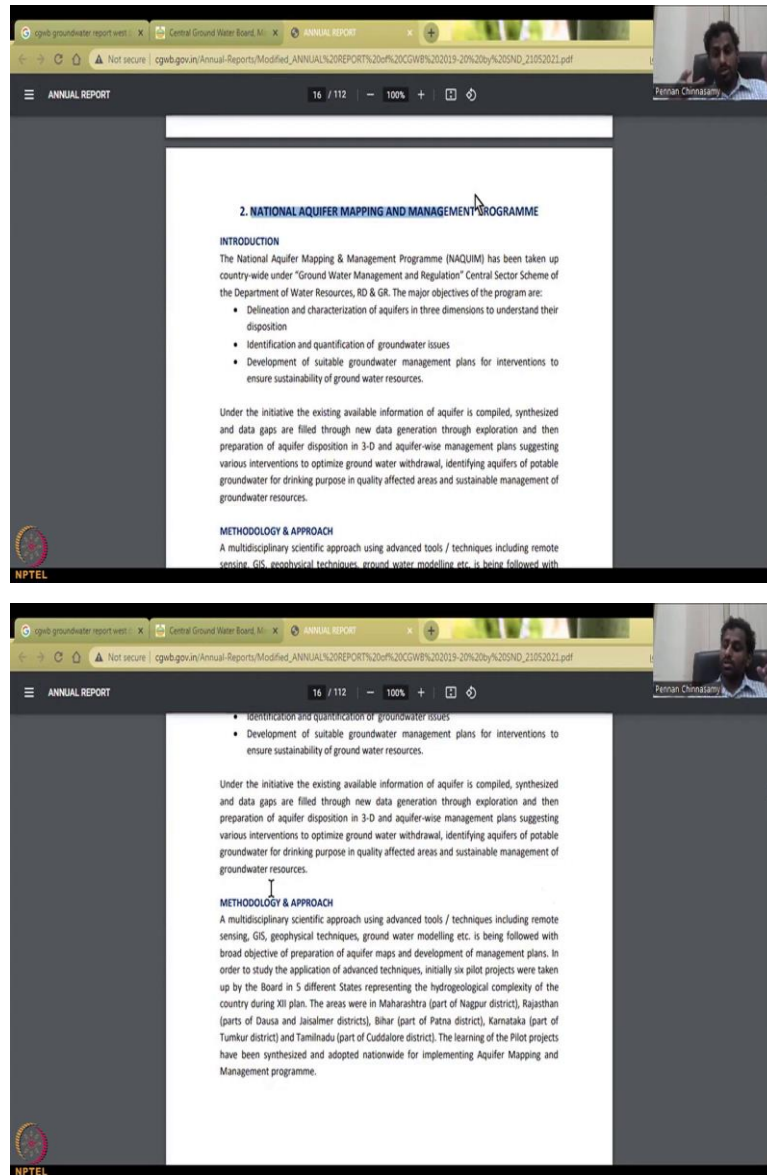 cgwb groundwater report west
Central Ground Water Board, Mi
ANNUAL REPORT
Not secure | cgwb.gov.in/Annual-Reports/Modified_ANNUAL%20REPORT%20of%20CGWB%202019-20%20by%20SND_21052021.pdf
ANNUAL REPORT
16 / 112
100%
Pennan Chinnasamy
2. NATIONAL AQUIFER MAPPING AND MANAGEMENT PROGRAMME
INTRODUCTION
The National Aquifer Mapping & Management Programme (NAQUIM) has been taken up
country-wide under “Ground Water Management and Regulation” Central Sector Scheme of
the Department of Water Resources, RD & GR. The major objectives of the program are:
• Delineation and characterization of aquifers in three dimensions to understand their
disposition
• Identification and quantification of groundwater issues
• Development of suitable groundwater management plans for interventions to
ensure sustainability of ground water resources.
Under the initiative the existing available information of aquifer is compiled, synthesized
and data gaps are filled through new data generation through exploration and then
preparation of aquifer disposition in 3-D and aquifer-wise management plans suggesting
various interventions to optimize ground water withdrawal, identifying aquifers of potable
groundwater for drinking purpose in quality affected areas and sustainable management of
groundwater resources.
METHODOLOGY & APPROACH
A multidisciplinary scientific approach using advanced tools / techniques including remote
sensing, GIS, geophysical techniques, ground water modelling etc. is being followed with
NPTEL
cgwb groundwater report west
Central Ground Water Board, Mi
ANNUAL REPORT
Not secure | cgwb.gov.in/Annual-Reports/Modified_ANNUAL%20REPORT%20of%20CGWB%202019-20%20by%20SND_21052021.pdf
ANNUAL REPORT
16 / 112
100%
Pennan Chinnasamy
• Identification and quantification of groundwater issues
• Development of suitable groundwater management plans for interventions to
ensure sustainability of ground water resources.
Under the initiative the existing available information of aquifer is compiled, synthesized
and data gaps are filled through new data generation through exploration and then
preparation of aquifer disposition in 3-D and aquifer-wise management plans suggesting
various interventions to optimize ground water withdrawal, identifying aquifers of potable
groundwater for drinking purpose in quality affected areas and sustainable management of
groundwater resources.
METHODOLOGY & APPROACH
A multidisciplinary scientific approach using advanced tools / techniques including remote
sensing, GIS, geophysical techniques, ground water modelling etc. is being followed with
broad objective of preparation of aquifer maps and development of management plans. In
order to study the application of advanced techniques, initially six pilot projects were taken
up by the Board in 5 different States representing the hydrogeological complexity of the
country during XII plan. The areas were in Maharashtra (part of Nagpur district), Rajasthan
(parts of Dausa and Jaisalmer districts), Bihar (part of Patna district), Karnataka (part of
Tumkur district) and Tamilnadu (part of Cuddalore district). The learning of the Pilot projects
have been synthesized and adopted nationwide for implementing Aquifer Mapping and
Management programme.
NPTEL